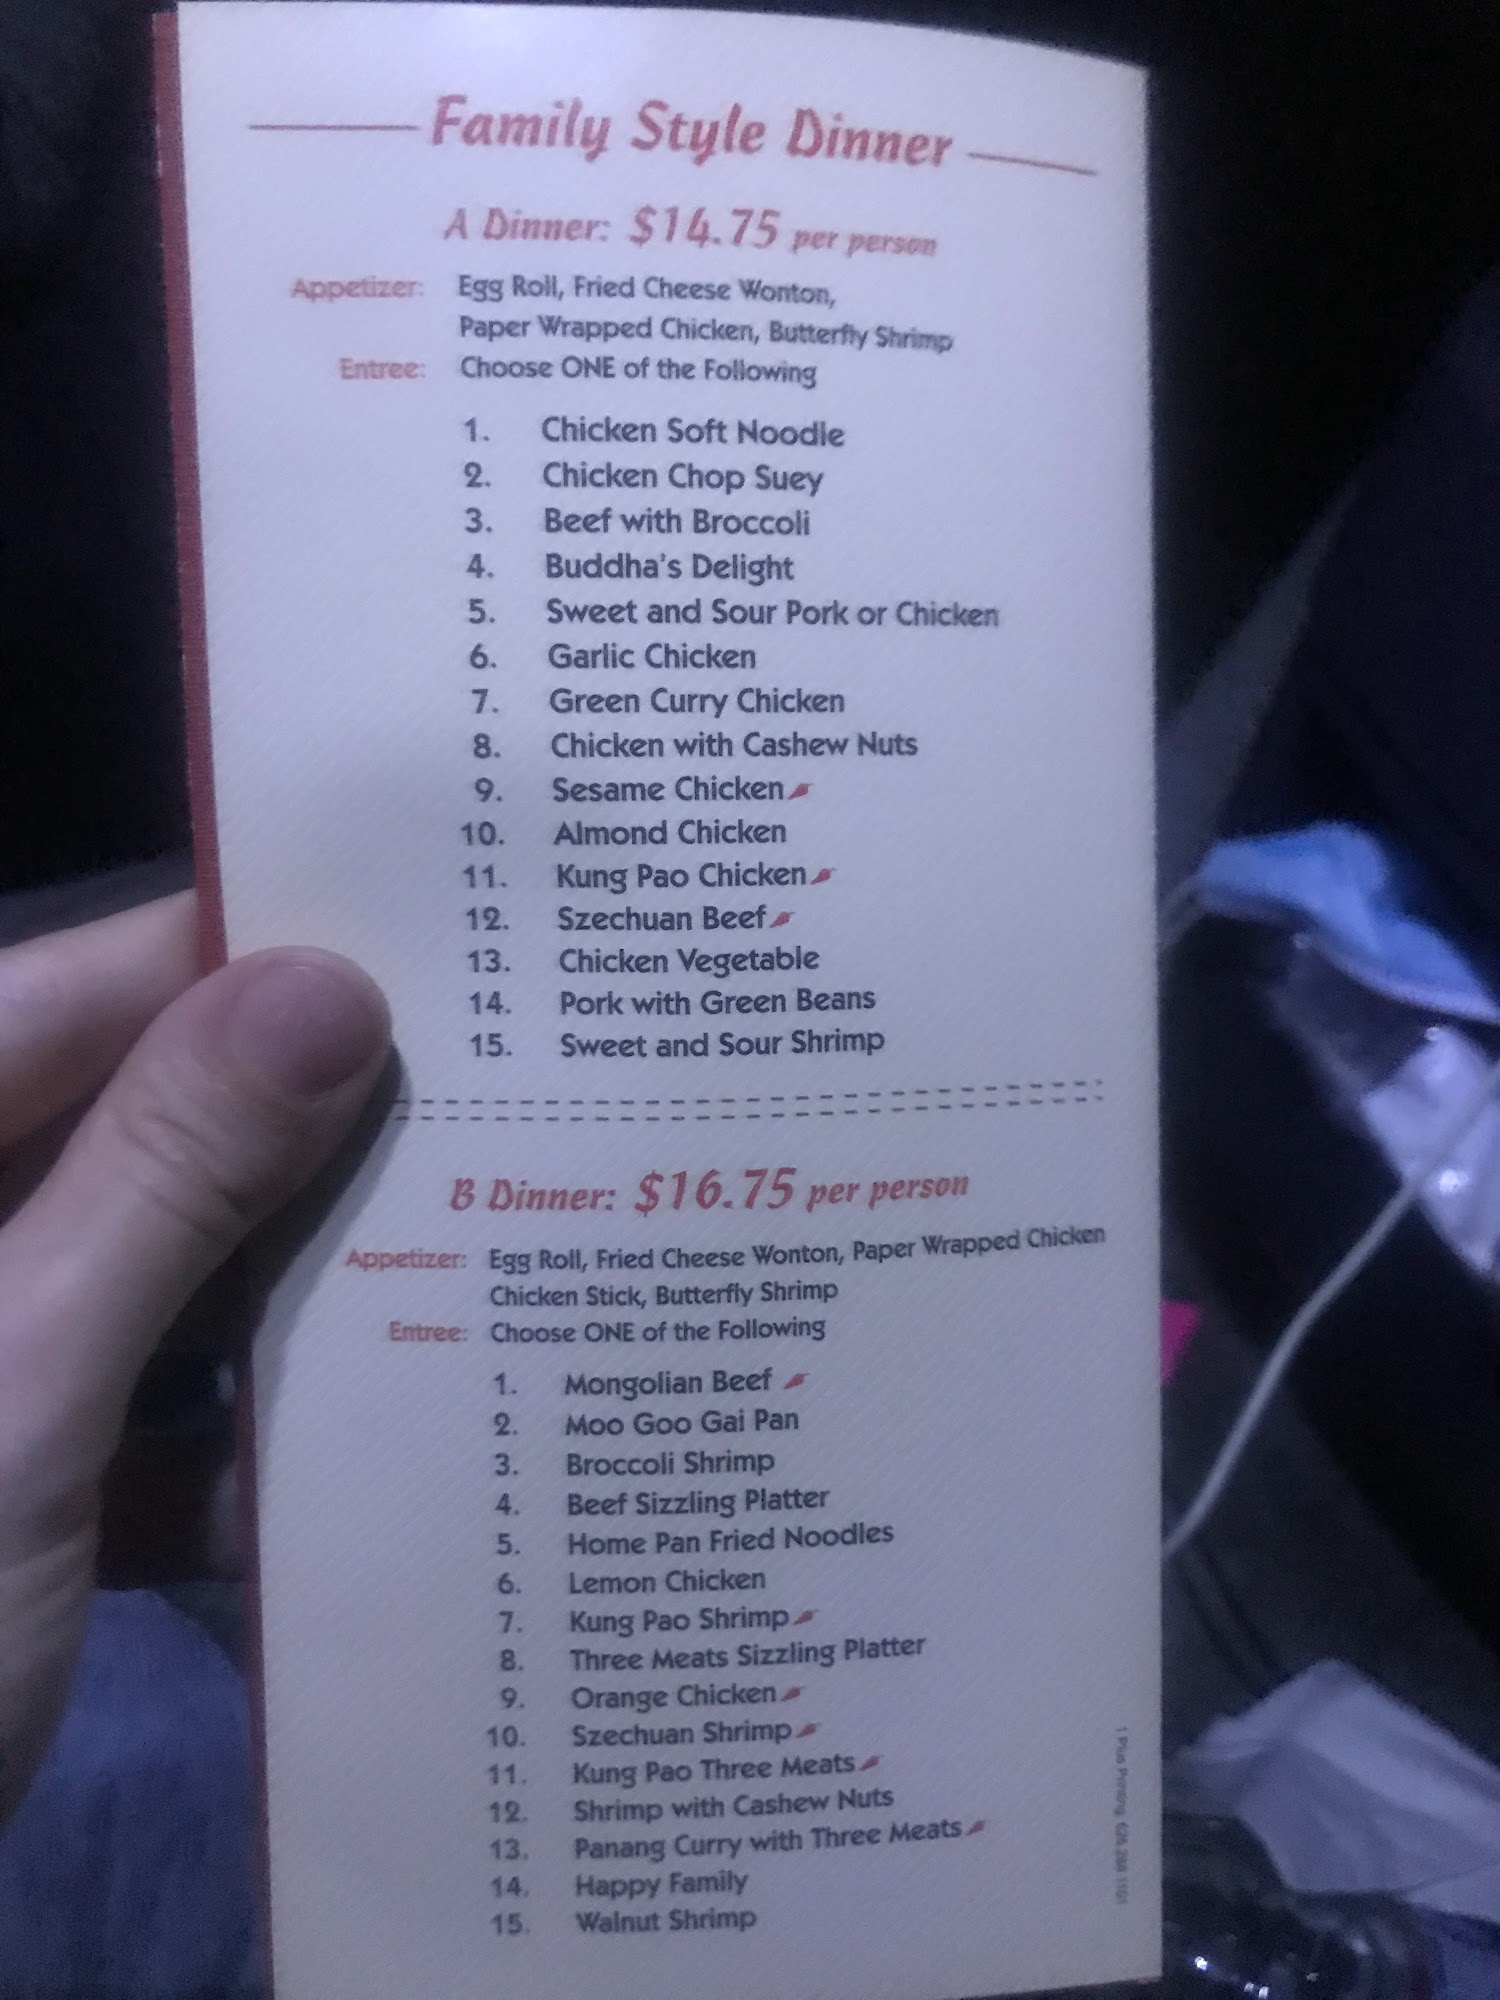 Family Style Dinner
A Dinner: $14.75 per person
Appetizer: Egg Roll, Fried Cheese Wonton,
Paper Wrapped Chicken, Butterfly Shrimp
Entree: Choose ONE of the Following
1. Chicken Soft Noodle
2. Chicken Chop Suey
3. Beef with Broccoli
4. Buddha's Delight
5. Sweet and Sour Pork or Chicken
6. Garlic Chicken
7. Green Curry Chicken
8. Chicken with Cashew Nuts
9. Sesame Chicken
10. Almond Chicken
11. Kung Pao Chicken
12. Szechuan Beef
13. Chicken Vegetable
14. Pork with Green Beans
15. Sweet and Sour Shrimp
B Dinner: $16.75 per person
Appetizer: Egg Roll, Fried Cheese Wonton, Paper Wrapped Chicken
Chicken Stick, Butterfly Shrimp
Entree: Choose ONE of the Following
1. Mongolian Beef
2. Moo Goo Gai Pan
3. Broccoli Shrimp
4. Beef Sizzling Platter
5. Home Pan Fried Noodles
6. Lemon Chicken
7. Kung Pao Shrimp
8. Three Meats Sizzling Platter
9. Orange Chicken
10. Szechuan Shrimp
11. Kung Pao Three Meats
12. Shrimp with Cashew Nuts
13. Panang Curry with Three Meats
14. Happy Family
15. Walnut Shrimp
1 Plus Printing